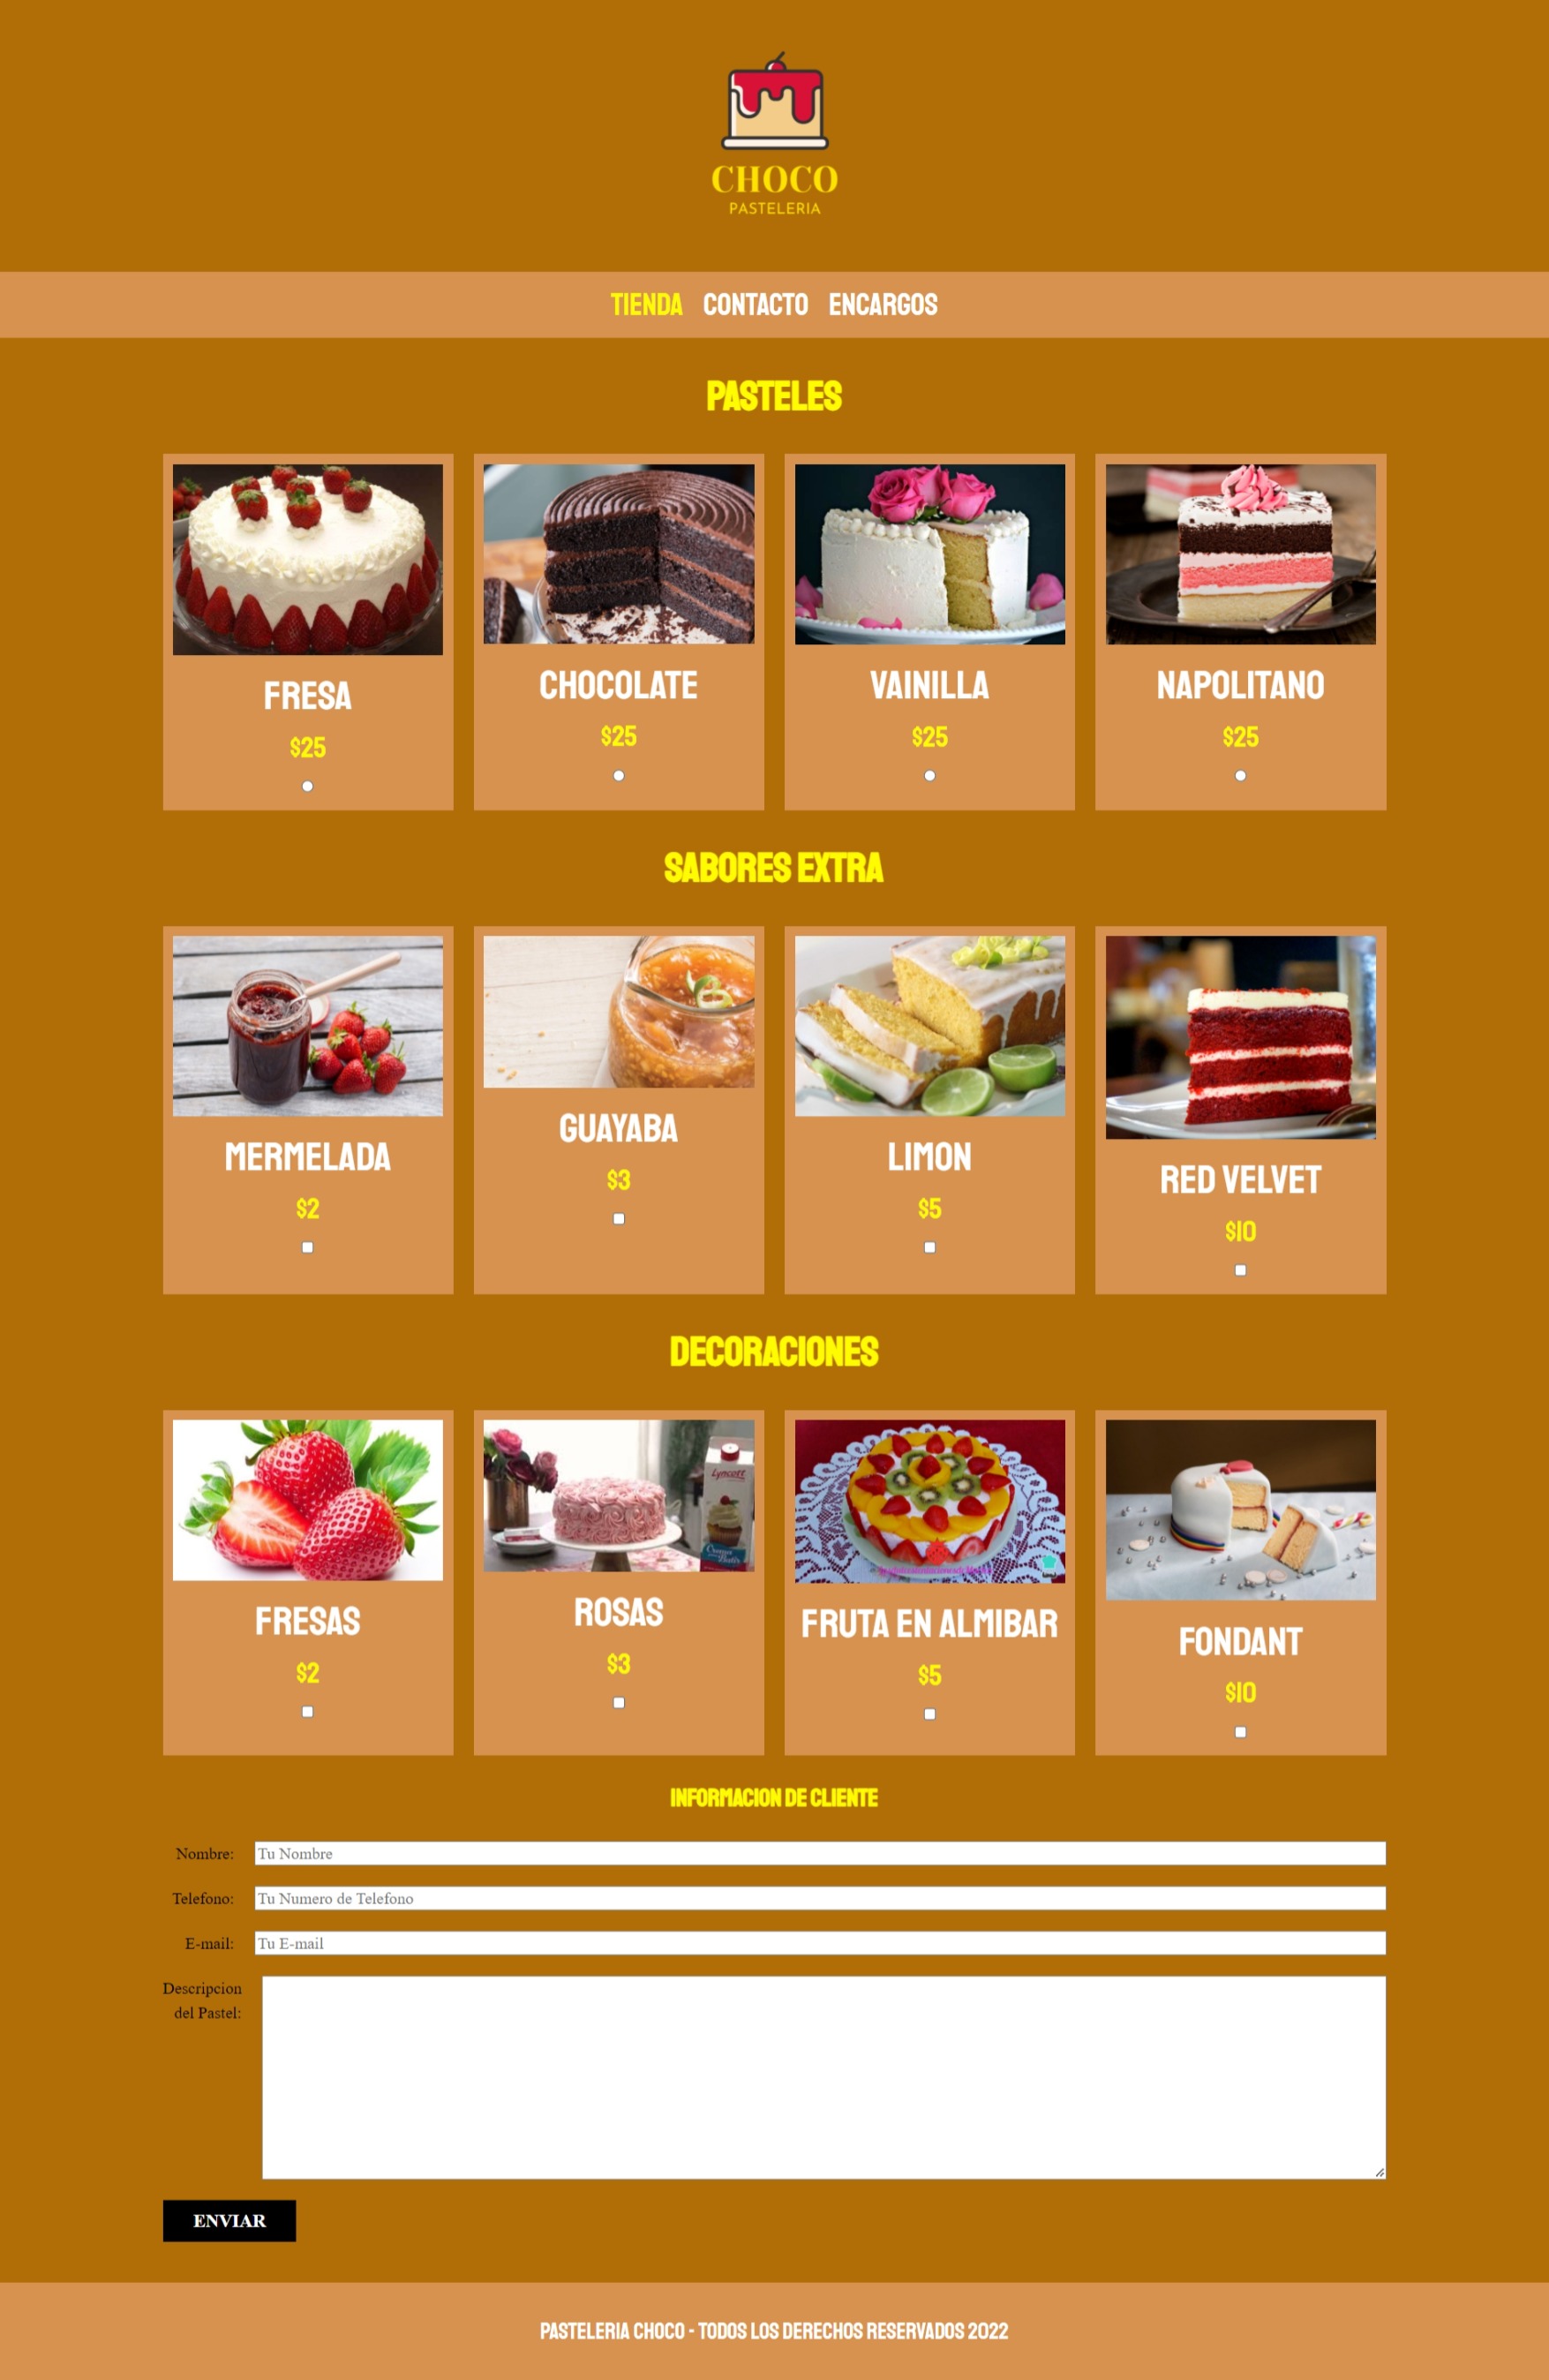 CHOCO
PASTELERIA
TIENDA CONTACTO ENCARGOS
PASTELES
FRESA
$25
CHOCOLATE
$25
VAINILLA
$25
NAPOLITANO
$25
SABORES EXTRA
MERMELADA
$2
GUAYABA
$3
LIMON
$5
RED VELVET
$10
DECORACIONES
FRESAS
$2
Lyncott
Crema
ROSAS
$3
FRUTA EN ALMIBAR
$5
FONDANT
$10
INFORMACION DE CLIENTE
Nombre: Tu Nombre
Telefono: Tu Numero de Telefono
E-mail: Tu E-mail
Descripcion
del Pastel:
ENVIAR
PASTELERIA CHOCO - TODOS LOS DERECHOS RESERVADOS 2022